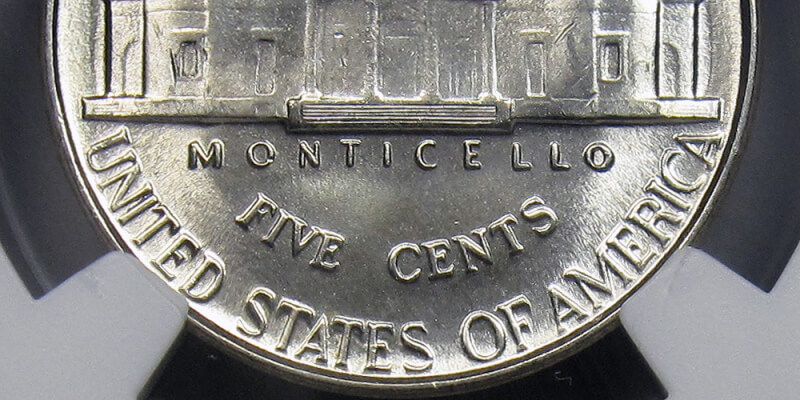 MONTICELLO
FIVE CENTS
UNITED STATES OF AMERICA